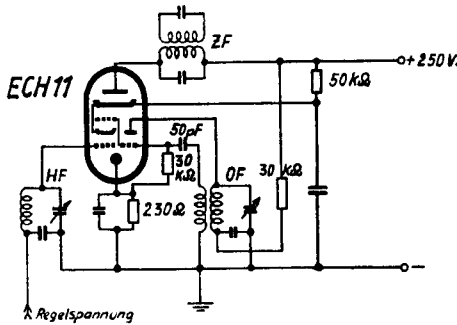 ZF
+250V.
ECH11
50kΩ
50pF
30
kΩ
HF
230Ω
OF
30
kΩ
−
Regelspannung